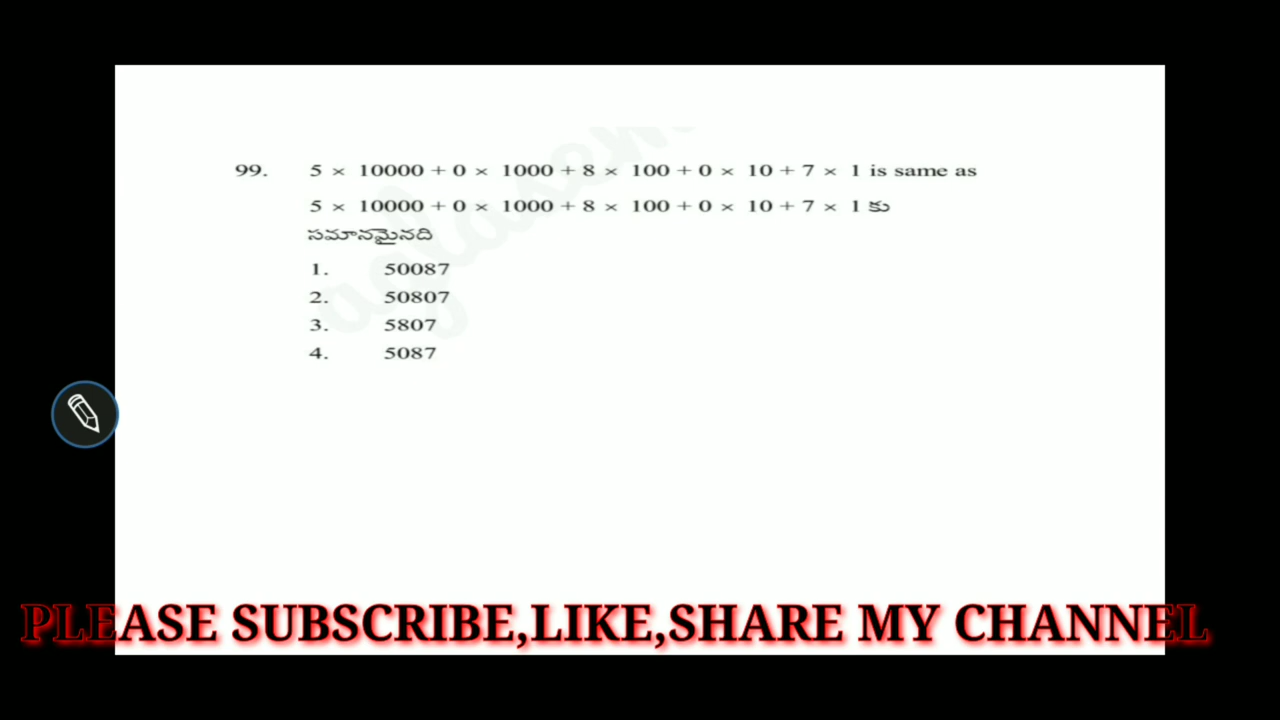 99. 5 × 10000 + 0 × 1000 + 8 × 100 + 0 × 10 + 7 × 1 is same as
5 × 10000 + 0 × 1000 + 8 × 100 + 0 × 10 + 7 × 1 కు
సమానమైనది
1. 50087
2. 50807
3. 5807
4. 5087
PLEASE SUBSCRIBE,LIKE,SHARE MY CHANNEL